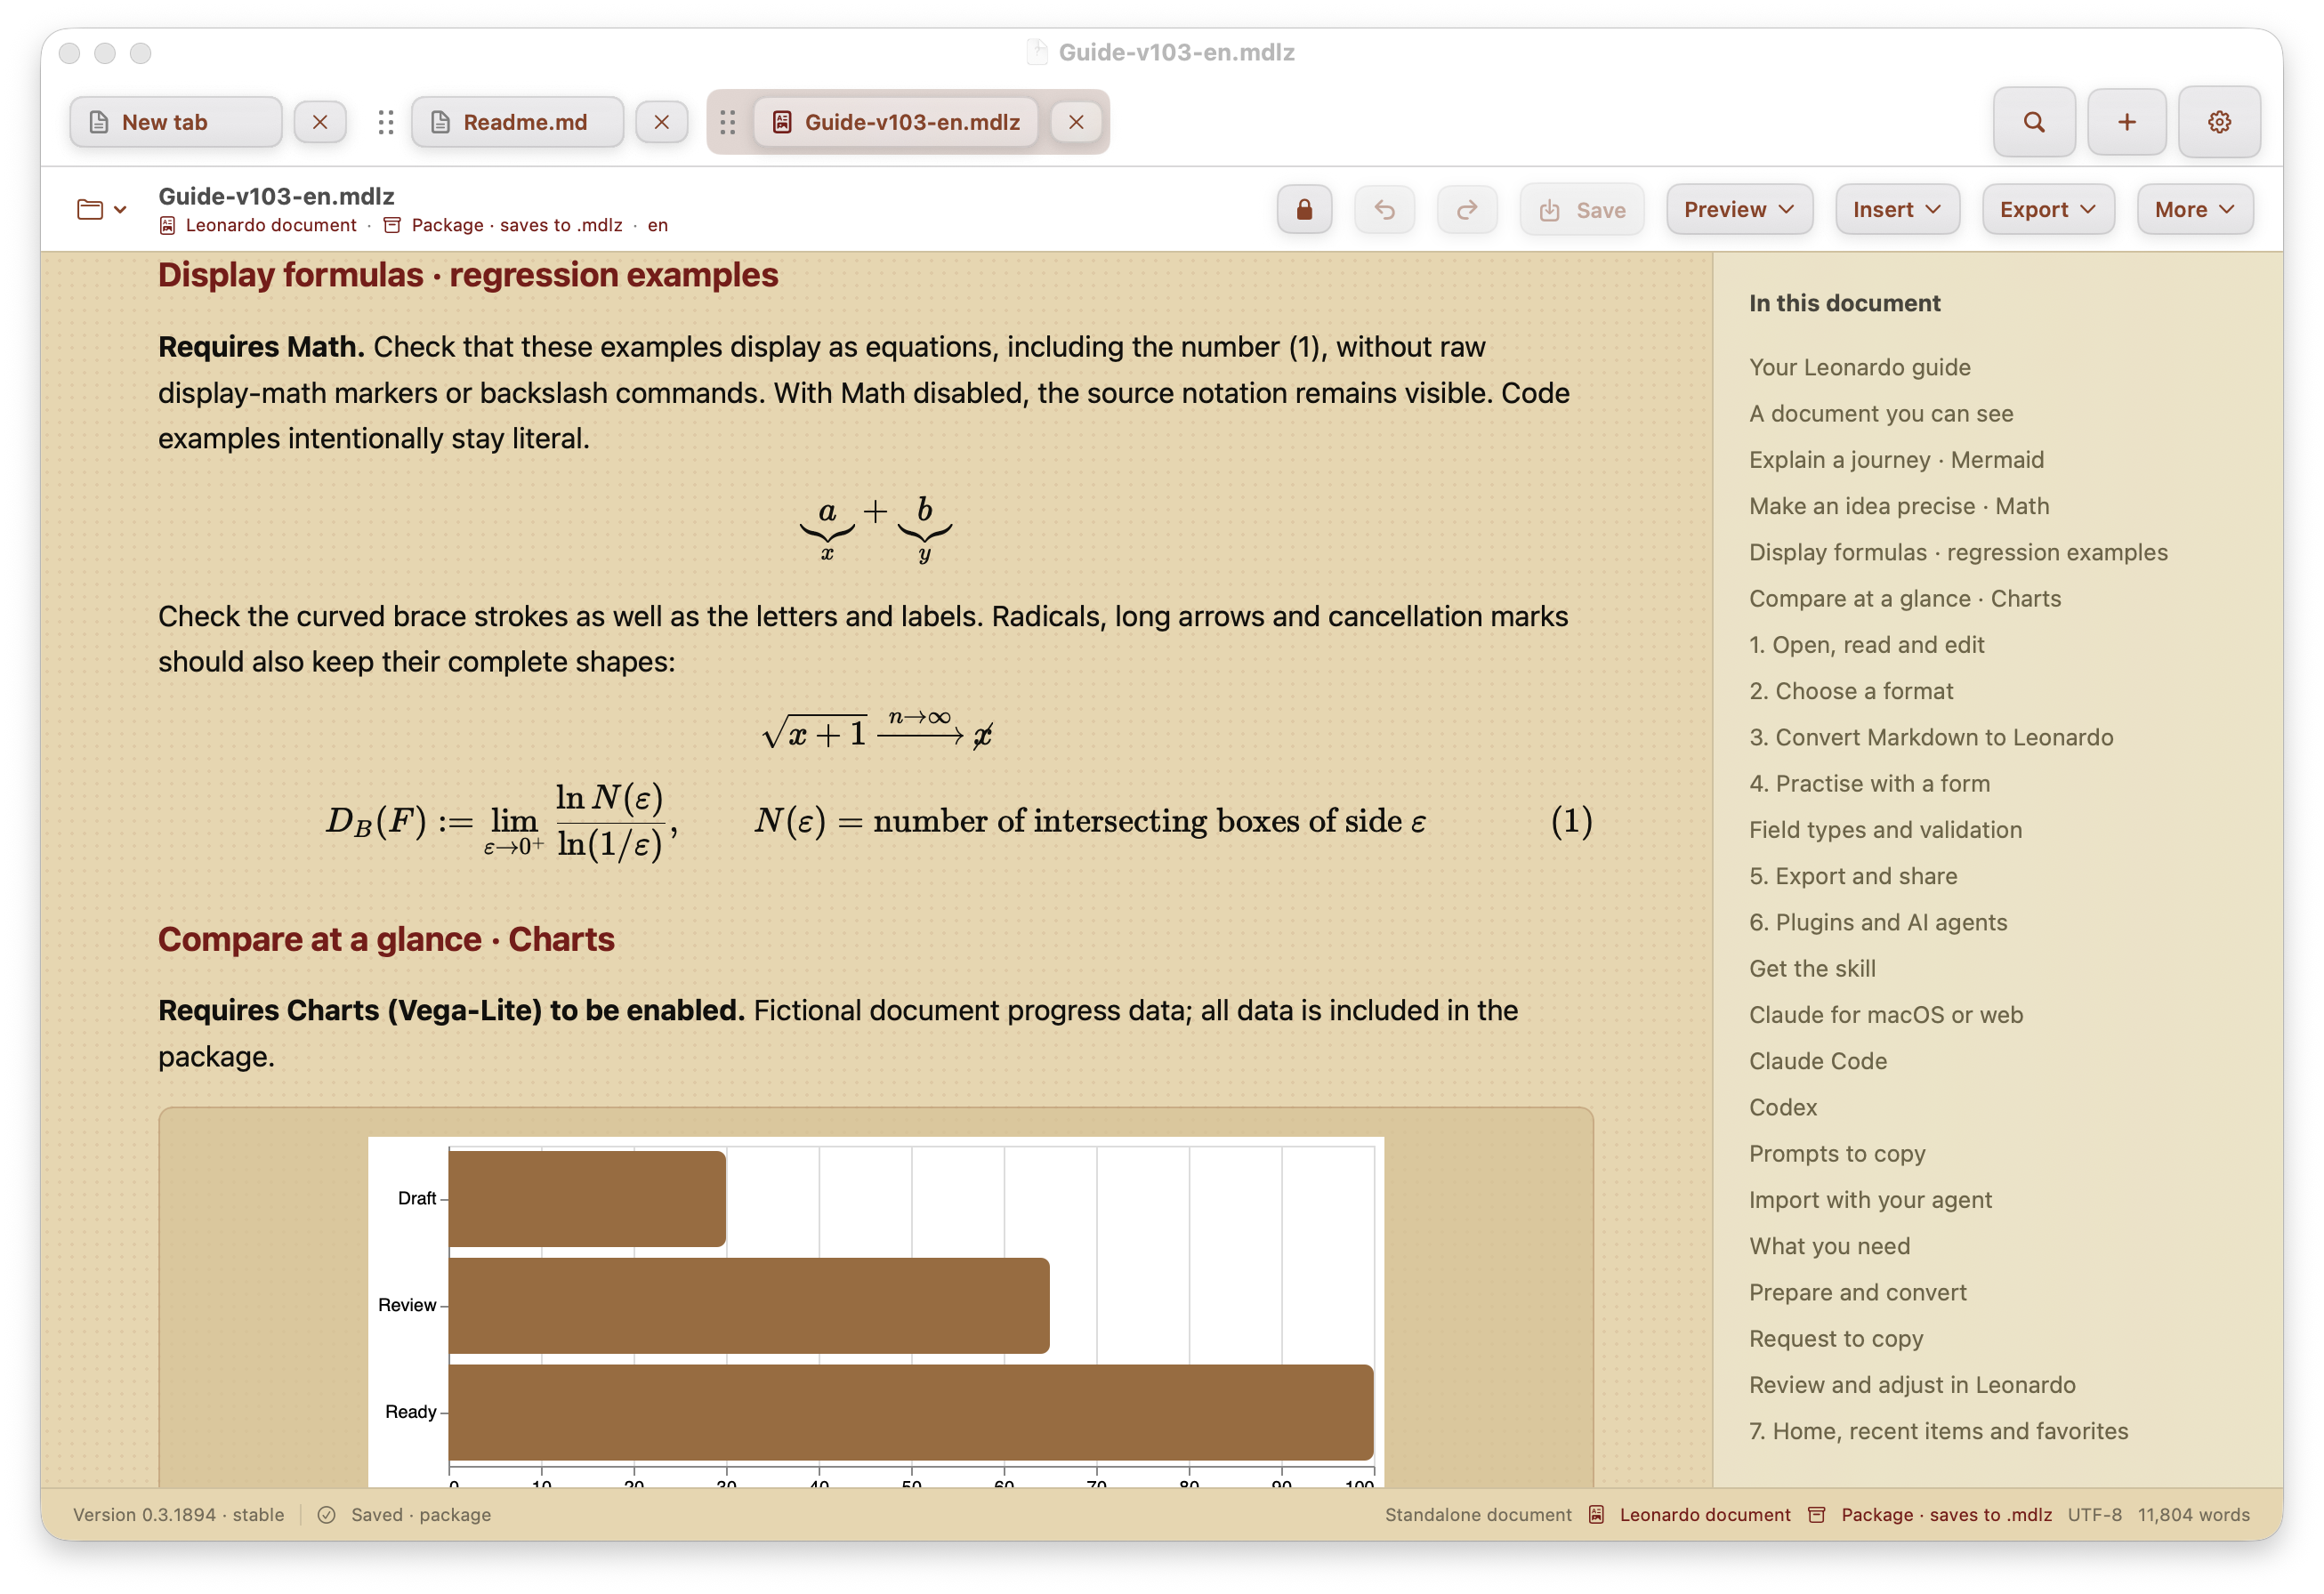 Guide-v103-en.mdlz
New tab
Readme.md
Guide-v103-en.mdlz
Guide-v103-en.mdlz
Leonardo document · Package · saves to .mdlz · en
Save
Preview
Insert
Export
More
Display formulas · regression examples
Requires Math. Check that these examples display as equations, including the number (1), without raw
display-math markers or backslash commands. With Math disabled, the source notation remains visible. Code
examples intentionally stay literal.
a + b
x y
Check the curved brace strokes as well as the letters and labels. Radicals, long arrows and cancellation marks
should also keep their complete shapes:
√x + 1 n→∞ ⟶ x̸
D_B(F) := lim_{ε→0⁺} ln N(ε) / ln(1/ε), N(ε) = number of intersecting boxes of side ε (1)
Compare at a glance · Charts
Requires Charts (Vega-Lite) to be enabled. Fictional document progress data; all data is included in the
package.
Draft
Review
Ready
0 10 20 30 40 50 60 70 80 90 100
In this document
Your Leonardo guide
A document you can see
Explain a journey · Mermaid
Make an idea precise · Math
Display formulas · regression examples
Compare at a glance · Charts
1. Open, read and edit
2. Choose a format
3. Convert Markdown to Leonardo
4. Practise with a form
Field types and validation
5. Export and share
6. Plugins and AI agents
Get the skill
Claude for macOS or web
Claude Code
Codex
Prompts to copy
Import with your agent
What you need
Prepare and convert
Request to copy
Review and adjust in Leonardo
7. Home, recent items and favorites
Version 0.3.1894 · stable
Saved · package
Standalone document
Leonardo document
Package · saves to .mdlz
UTF-8
11,804 words